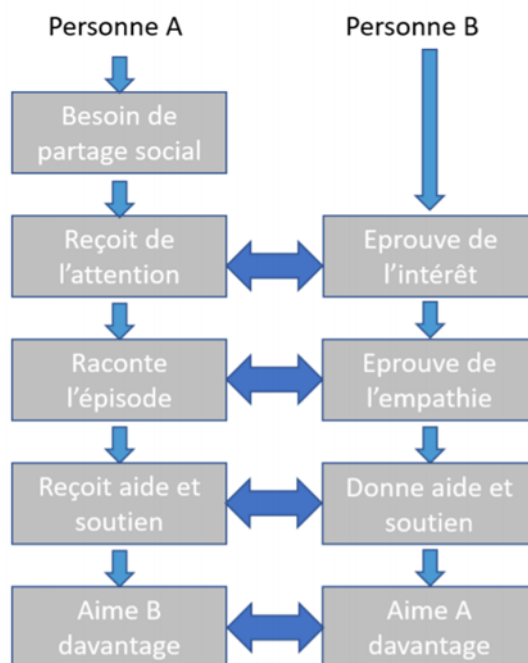 Personne A
Personne B
Besoin de
partage social
Reçoit de
l'attention
Eprouve de
l'intérêt
Raconte
l'épisode
Eprouve de
l'empathie
Reçoit aide et
soutien
Donne aide et
soutien
Aime B
davantage
Aime A
davantage